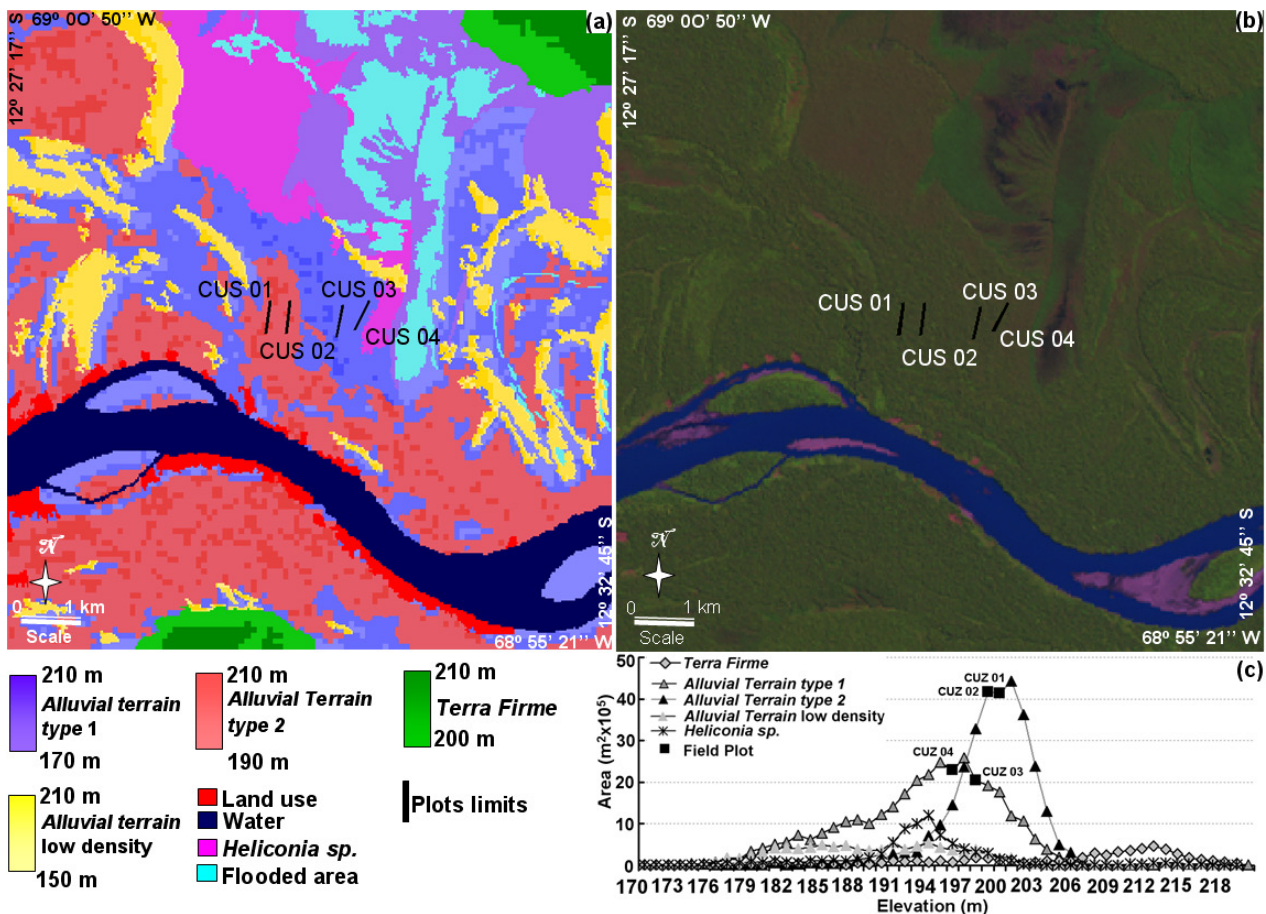 69º 0O' 50'' W
(a)
12º 27' 17'' S
CUS 01
CUS 03
CUS 02
CUS 04
N
0 1 km
Scale
12º 32' 45'' S
68º 55' 21'' W
69º 0O' 50'' W
(b)
12º 27' 17'' S
CUS 01
CUS 03
CUS 02
CUS 04
N
0 1 km
Scale
12º 32' 45'' S
68º 55' 21'' W
210 m
Alluvial terrain
type 1
170 m
210 m
Alluvial Terrain
type 2
190 m
210 m
Terra Firme
200 m
210 m
Alluvial terrain
low density
150 m
Land use
Water
Heliconia sp.
Flooded area
Plots limits
(c)
Terra Firme
Alluvial Terrain type 1
Alluvial Terrain type 2
Alluvial Terrain low density
Heliconia sp.
Field Plot
CUZ 01
CUZ 02
CUZ 04
CUZ 03
Area (m²x10⁵)
50
40
30
20
10
0
170 173 176 179 182 185 188 191 194 197 200 203 206 209 212 215 218
Elevation (m)